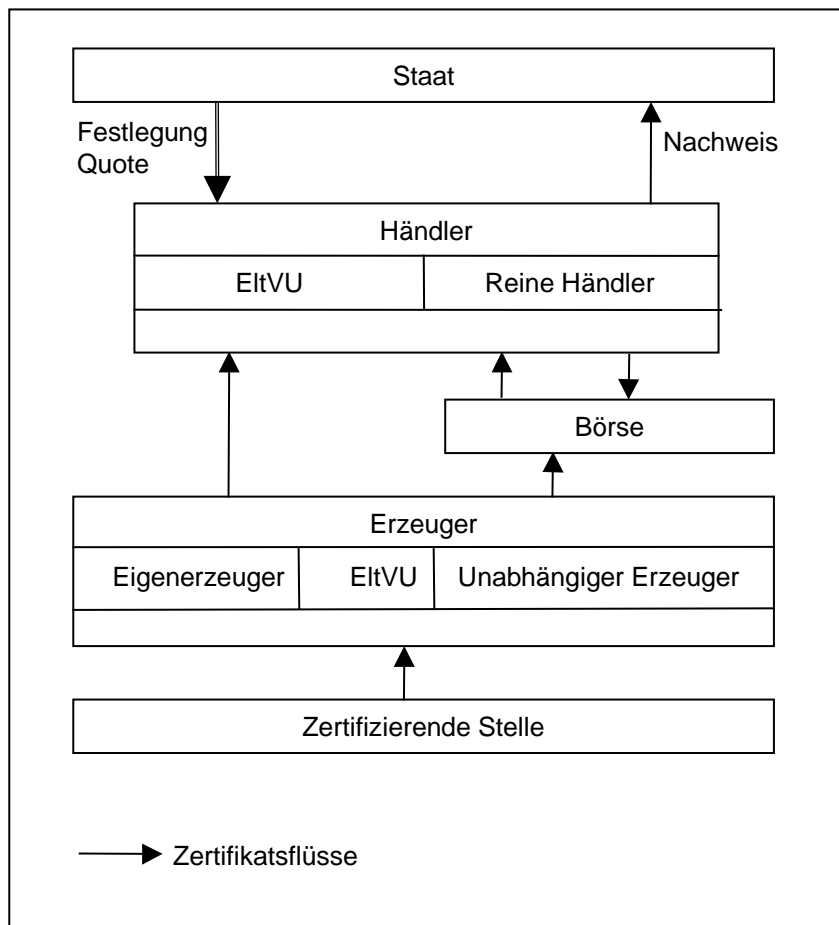 Staat
Festlegung
Quote
Nachweis
Händler
EltVU
Reine Händler
Börse
Erzeuger
Eigenerzeuger
EltVU
Unabhängiger Erzeuger
Zertifizierende Stelle
Zertifikatsflüsse